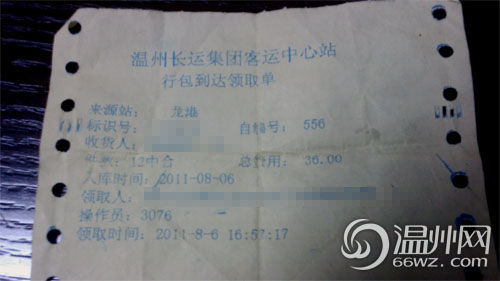 温州长运集团客运中心站
行包到达领取单
来源站： 龙港
标识号： 自编号：556
收货人：
件数：12中合 总费用：36.00
入库时间：2011-08-06
领取人：
操作员：3076
领取时间：2011-8-6 16:57:17
温州网
66wz.com